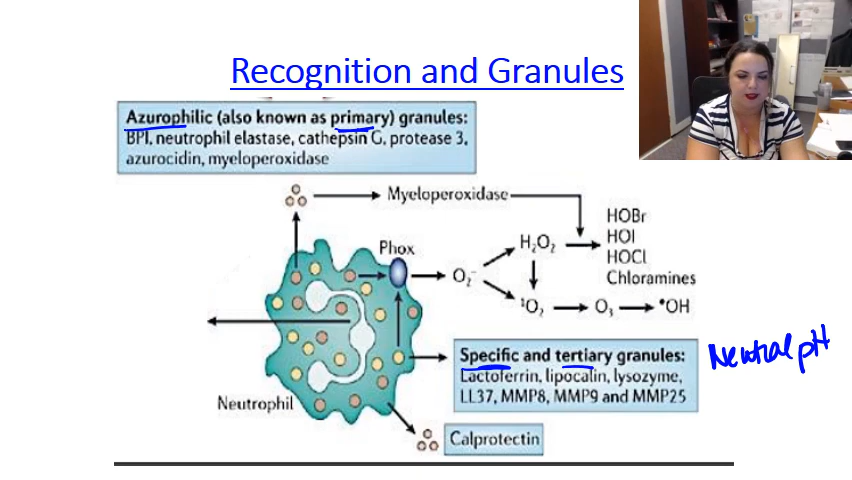 Recognition and Granules
Azurophilic (also known as primary) granules:
BPI, neutrophil elastase, cathepsin G, protease 3,
azurocidin, myeloperoxidase
Myeloperoxidase
HOBr
HOI
HOCl
Chloramines
Phox
O₂⁻
H₂O₂
¹O₂
O₃
•OH
Specific and tertiary granules:
Lactoferrin, lipocalin, lysozyme,
LL37, MMP8, MMP9 and MMP25
Neutral pH
Neutrophil
Calprotectin